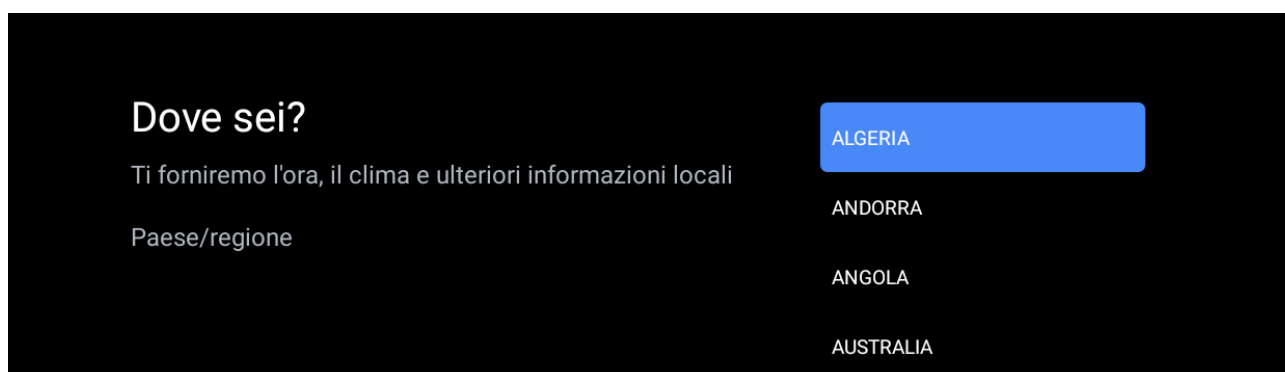 Dove sei?
Ti forniremo l'ora, il clima e ulteriori informazioni locali
Paese/regione
ALGERIA
ANDORRA
ANGOLA
AUSTRALIA